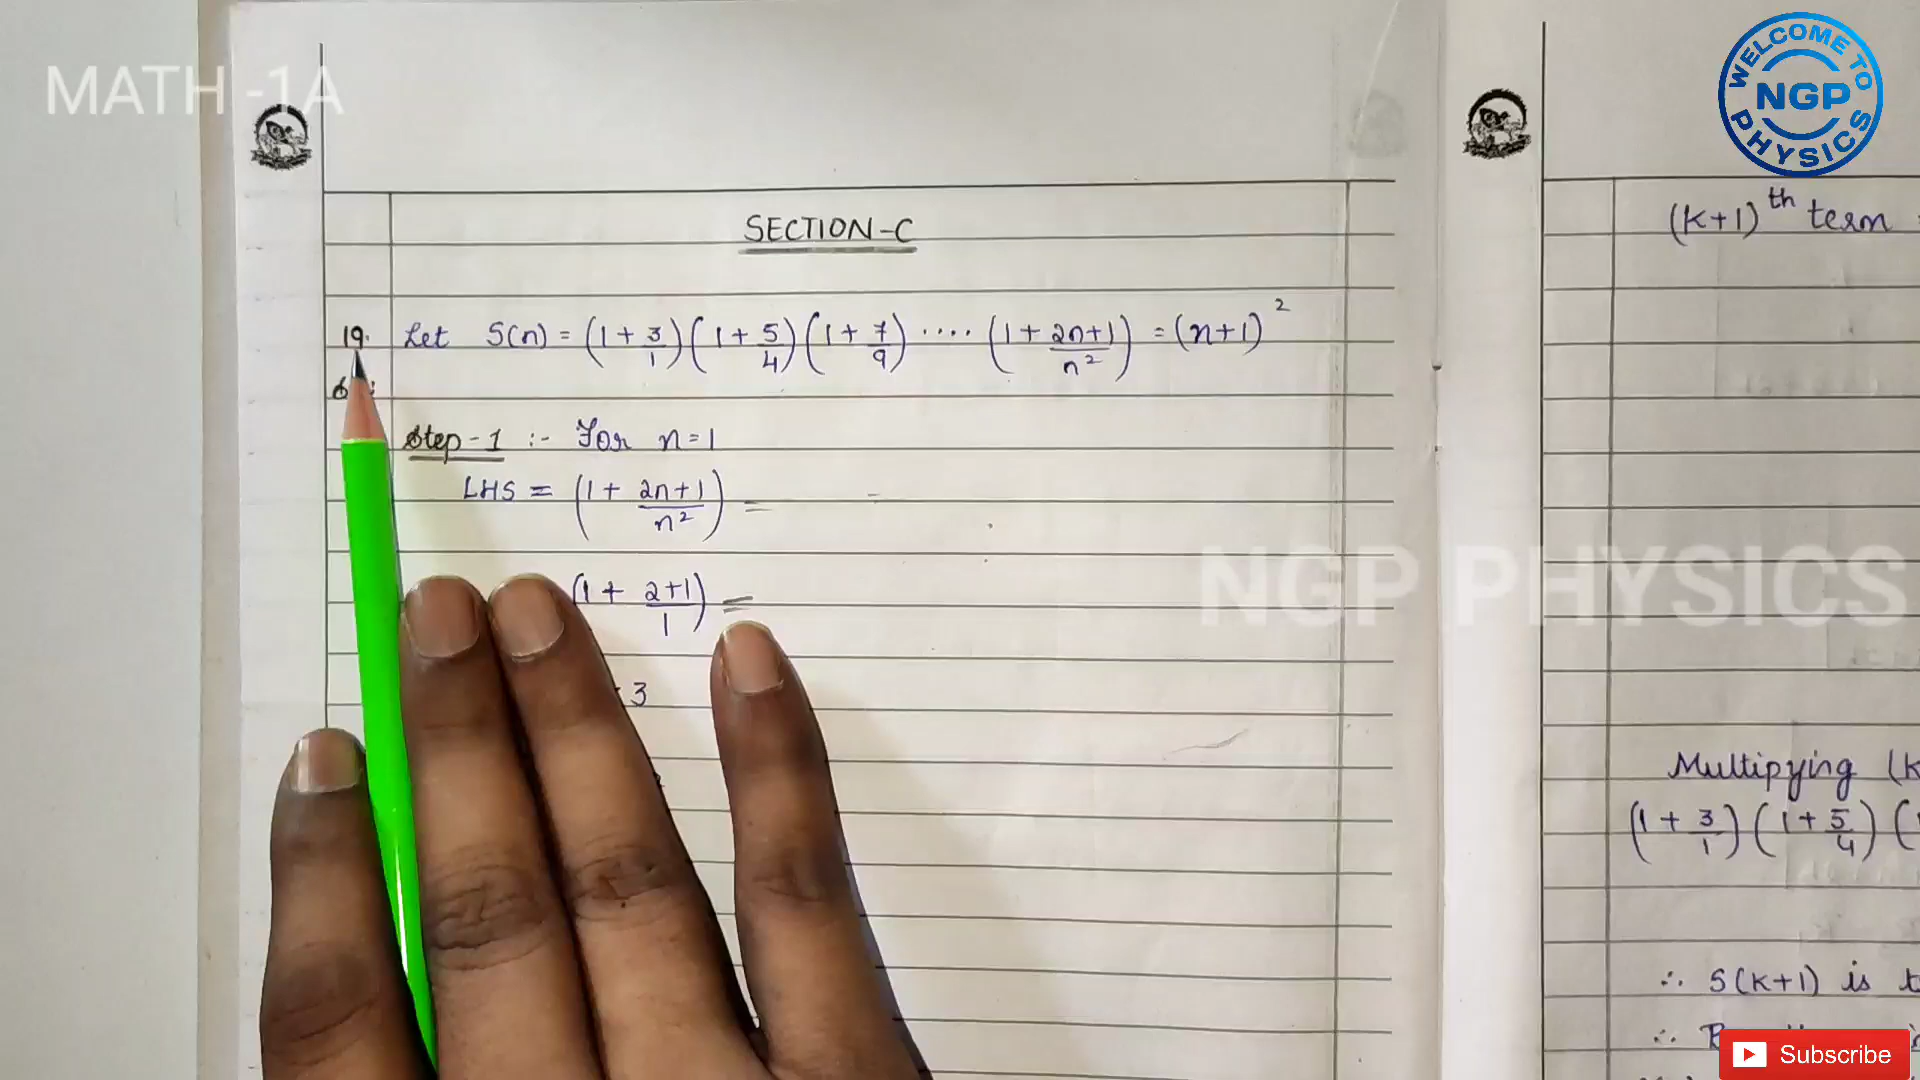 MATH -1A
WELCOME TO
NGP
PHYSICS
SECTION-C
19. Let S(n) = (1 + 3/1) (1 + 5/4) (1 + 7/9) .... (1 + 2n+1/n²) = (n+1)²
Step-1 :- For n=1
LHS = (1 + 2n+1/n²) =
(1 + 2+1/1) =
3
(k+1)th term
Multipying (k
(1 + 3/1) (1 + 5/4) (
∴ S(k+1) is t
∴
NGP PHYSICS
Subscribe